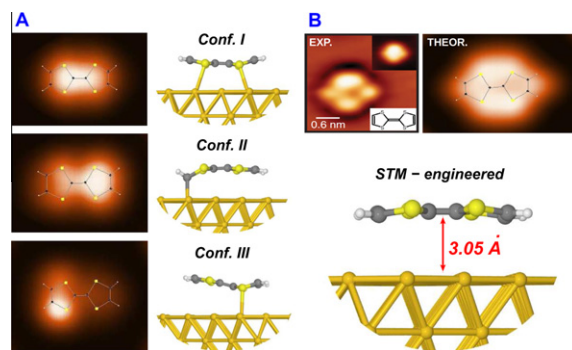 A
Conf. I
Conf. II
Conf. III
B
EXP.
THEOR.
0.6 nm
STM – engineered
3.05 Å